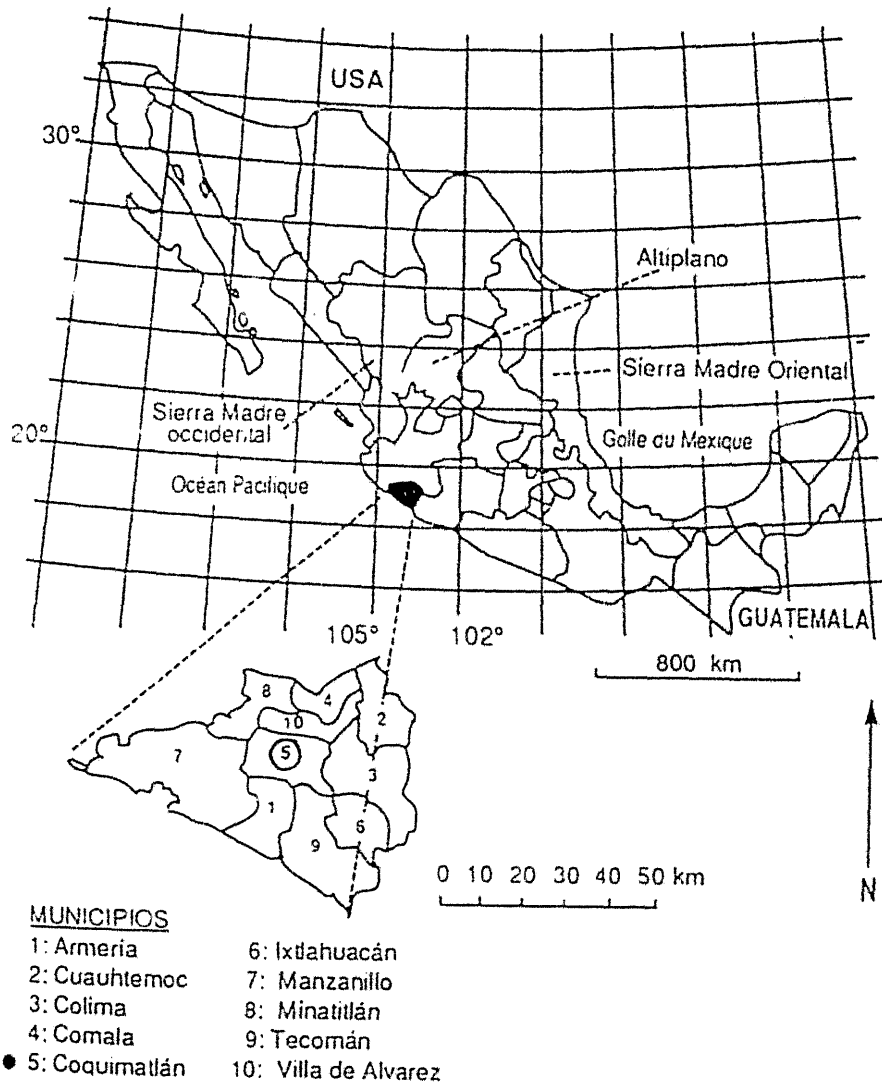 USA
30°
Altiplano
Sierra Madre Oriental
Sierra Madre
occidental
20°
Golfe du Mexique
Océan Pacifique
GUATEMALA
105°
102°
800 km
8
4
2
10
7
5
3
1
6
9
0 10 20 30 40 50 km
N
MUNICIPIOS
1: Armeria
2: Cuauhtemoc
3: Colima
4: Comala
5: Coquimatlán
6: Ixtlahuacán
7: Manzanillo
8: Minatitlán
9: Tecomán
10: Villa de Alvarez